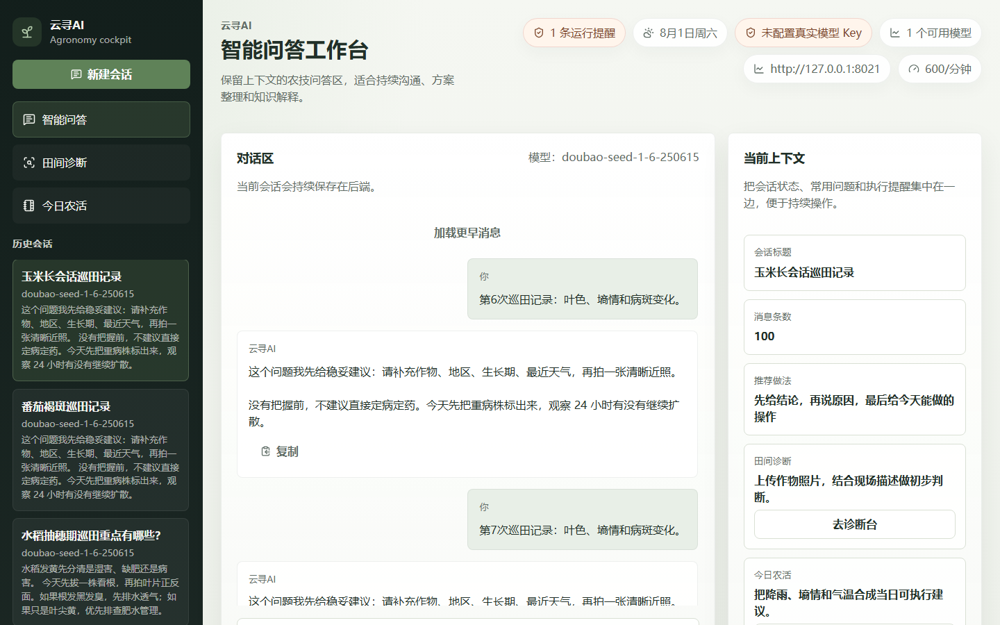 云寻AI
Agronomy cockpit
新建会话
智能问答
田间诊断
今日农活
历史会话
玉米长会话巡田记录
doubao-seed-1-6-250615
这个问题我先给稳妥建议：请补充作
物、地区、生长期、最近天气，再拍一
张清晰近照。 没有把握前，不建议直接
定病定药。今天先把重病株标出来，观
察 24 小时有没有继续扩散。
番茄褐斑巡田记录
doubao-seed-1-6-250615
这个问题我先给稳妥建议：请补充作
物、地区、生长期、最近天气，再拍一
张清晰近照。 没有把握前，不建议直接
定病定药。今天先把重病株标出来，观
察 24 小时有没有继续扩散。
水稻抽穗期巡田重点有哪些？
doubao-seed-1-6-250615
水稻发黄先分清是湿害、缺肥还是病
害。 今天先拔一株看根，再拍叶片正反
面。如果根发黑发臭，先排水透气；如
果只是叶尖黄，优先排查肥水管理。
云寻AI
智能问答工作台
保留上下文的农技问答区，适合持续沟通、方案
整理和知识解释。
1 条运行提醒
8月1日周六
未配置真实模型 Key
1 个可用模型
http://127.0.0.1:8021
600/分钟
对话区
模型：doubao-seed-1-6-250615
当前会话会持续保存在后端。
加载更早消息
你
第6次巡田记录：叶色、墒情和病斑变化。
云寻AI
这个问题我先给稳妥建议：请补充作物、地区、生长期、最近天气，再拍一张清晰近照。
没有把握前，不建议直接定病定药。今天先把重病株标出来，观察 24 小时有没有继续扩
散。
复制
你
第7次巡田记录：叶色、墒情和病斑变化。
云寻AI
这个问题我先给稳妥建议：请补充作物、地区、生长期、最近天气，再拍一张清晰近照。
当前上下文
把会话状态、常用问题和执行提醒集中在一
边，便于持续操作。
会话标题
玉米长会话巡田记录
消息条数
100
推荐做法
先给结论，再说原因，最后给今天能做的
操作
田间诊断
上传作物照片，结合现场描述做初步判
断。
去诊断台
今日农活
把降雨、墒情和气温合成当日可执行建
议。